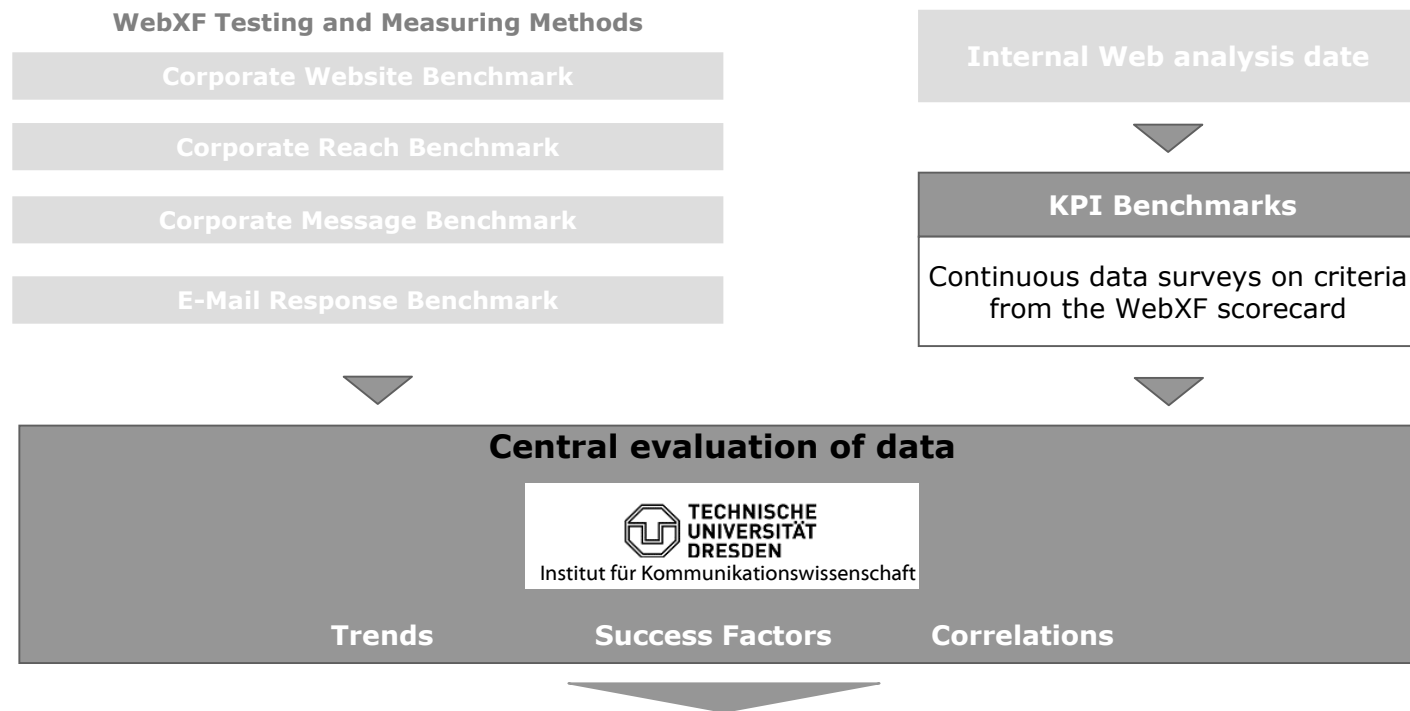 WebXF Testing and Measuring Methods
Corporate Website Benchmark
Corporate Reach Benchmark
Corporate Message Benchmark
E-Mail Response Benchmark
Internal Web analysis date
KPI Benchmarks
Continuous data surveys on criteria
from the WebXF scorecard
Central evaluation of data
TECHNISCHE
UNIVERSITÄT
DRESDEN
Institut für Kommunikationswissenschaft
Trends Success Factors Correlations